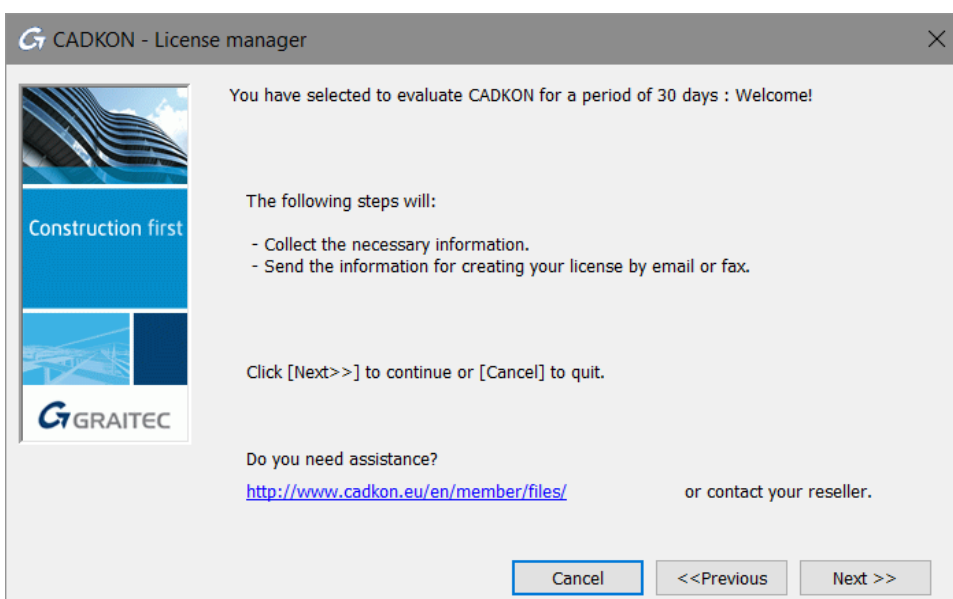 CADKON - License manager
You have selected to evaluate CADKON for a period of 30 days : Welcome!
The following steps will:
- Collect the necessary information.
- Send the information for creating your license by email or fax.
Construction first
Click [Next>>] to continue or [Cancel] to quit.
GRAITEC
Do you need assistance?
http://www.cadkon.eu/en/member/files/ or contact your reseller.
Cancel <<Previous Next >>